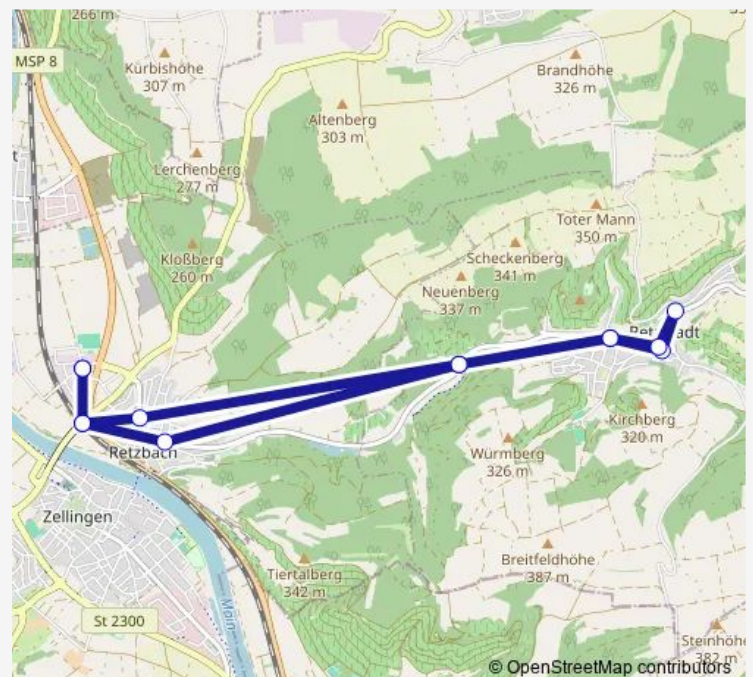 266 m
MSP 8
Kürbishöhe
307 m
Brandhöhe
326 m
Altenberg
303 m
Lerchenberg
277 m
Toter Mann
350 m
Kloßberg
260 m
Scheckenberg
341 m
Neuenberg
337 m
Kirchberg
320 m
Retzbach
Würmberg
326 m
Zellingen
Breitfeldhöhe
387 m
Tiertalberg
342 m
Main
St 2300
Steinhöhe
382 m
© OpenStreetMap contributors